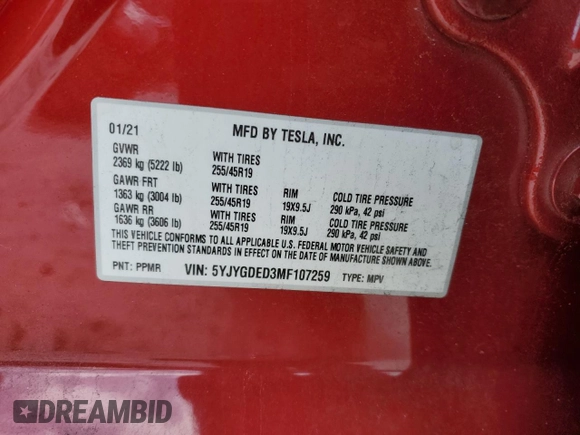 01/21 MFD BY TESLA, INC.
GVWR
2369 kg (5222 lb) WITH TIRES 255/45R19
GAWR FRT
1363 kg (3004 lb) WITH TIRES 255/45R19 RIM 19X9.5J COLD TIRE PRESSURE 290 kPa, 42 psi
GAWR RR
1636 kg (3606 lb) WITH TIRES 255/45R19 RIM 19X9.5J COLD TIRE PRESSURE 290 kPa, 42 psi
THIS VEHICLE CONFORMS TO ALL APPLICABLE U.S. FEDERAL MOTOR VEHICLE SAFETY AND
THEFT PREVENTION STANDARDS IN EFFECT ON THE DATE OF MANUFACTURE SHOWN ABOVE.
PNT: PPMR VIN: 5YJYGDED3MF107259 TYPE: MPV
DREAMBID